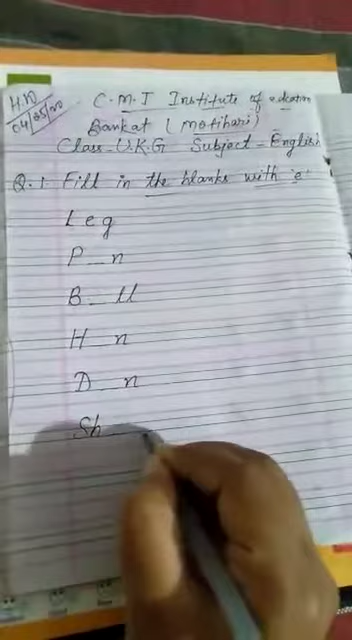 H.W
04/05/20
C.M.J Institute of education
Bankat (Motihari)
Class-U.K.G Subject-English
Q.1 Fill in the blanks with 'e'
Leg
P_n
B_ll
H_n
D_n
Sh